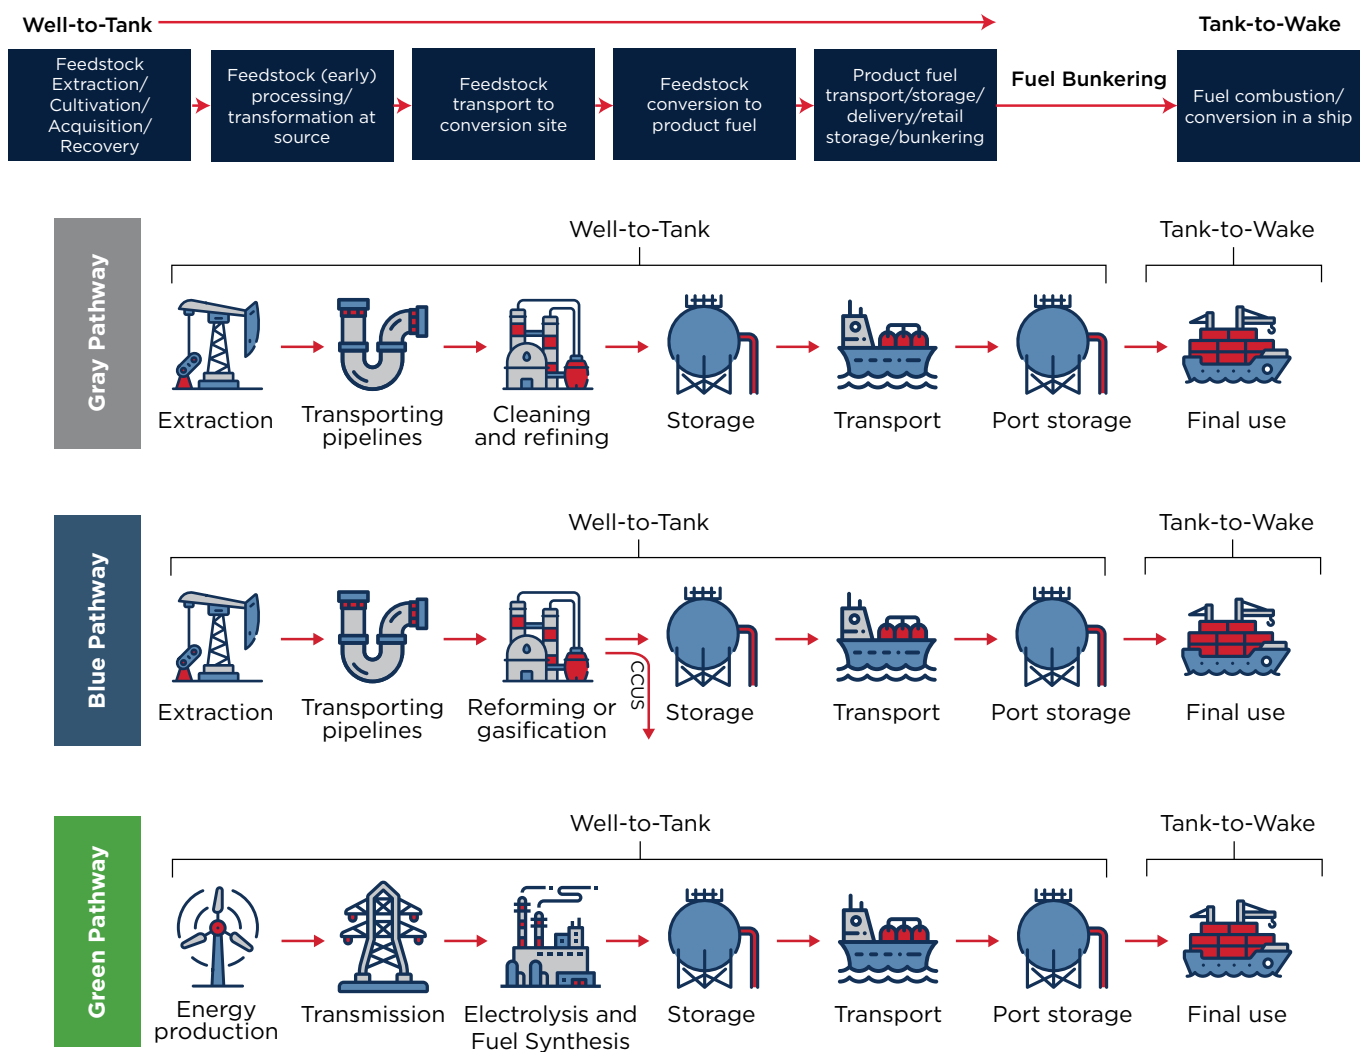 Well-to-Tank
Tank-to-Wake
Feedstock
Extraction/
Cultivation/
Acquisition/
Recovery
Feedstock (early)
processing/
transformation at
source
Feedstock
transport to
conversion site
Feedstock
conversion to
product fuel
Product fuel
transport/storage/
delivery/retail
storage/bunkering
Fuel Bunkering
Fuel combustion/
conversion in a ship
Gray Pathway
Well-to-Tank
Tank-to-Wake
Extraction
Transporting
pipelines
Cleaning
and refining
Storage
Transport
Port storage
Final use
Blue Pathway
Well-to-Tank
Tank-to-Wake
Extraction
Transporting
pipelines
Reforming or
gasification
CCUS
Storage
Transport
Port storage
Final use
Green Pathway
Well-to-Tank
Tank-to-Wake
Energy
production
Transmission
Electrolysis and
Fuel Synthesis
Storage
Transport
Port storage
Final use